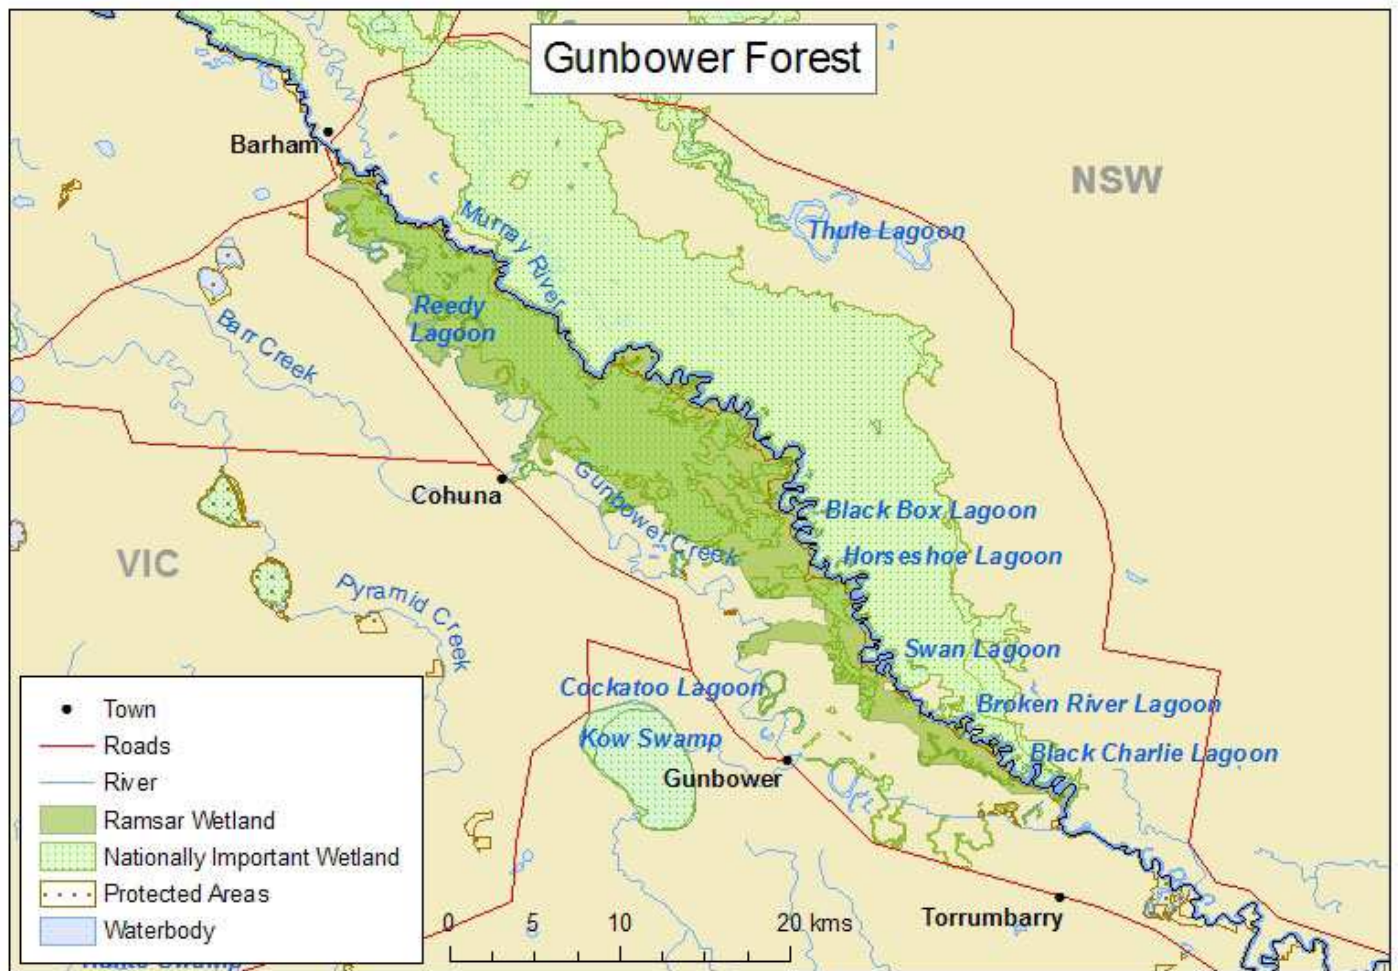 Gunbower Forest
Barham
NSW
Murray River
Thule Lagoon
Reedy
Lagoon
Barr Creek
Cohuna
Gunbower Creek
Black Box Lagoon
Horseshoe Lagoon
VIC
Pyramid Creek
Swan Lagoon
Cockatoo Lagoon
Broken River Lagoon
Kow Swamp
Black Charlie Lagoon
Gunbower
Torrumbarry
Town
Roads
River
Ramsar Wetland
Nationally Important Wetland
Protected Areas
Waterbody
0 5 10 20 kms